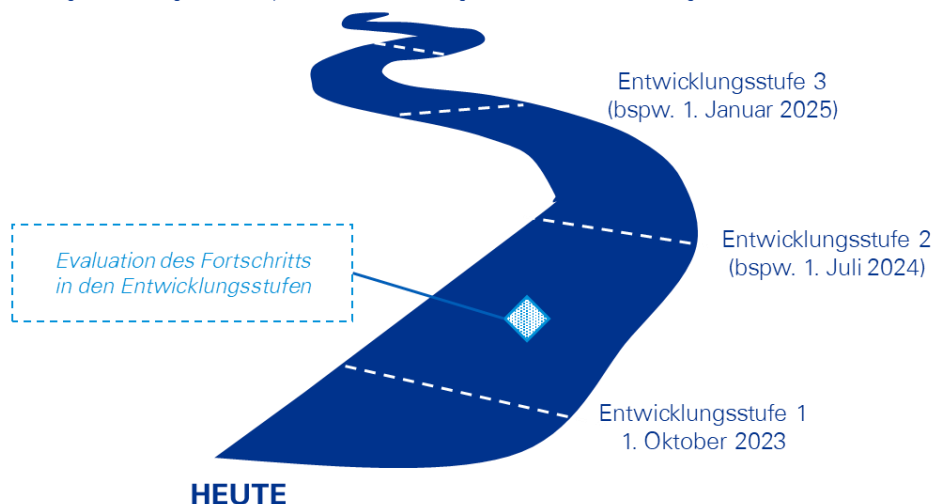 Entwicklungsstufe 3
(bspw. 1. Januar 2025)
Entwicklungsstufe 2
(bspw. 1. Juli 2024)
Evaluation des Fortschritts
in den Entwicklungsstufen
Entwicklungsstufe 1
1. Oktober 2023
HEUTE